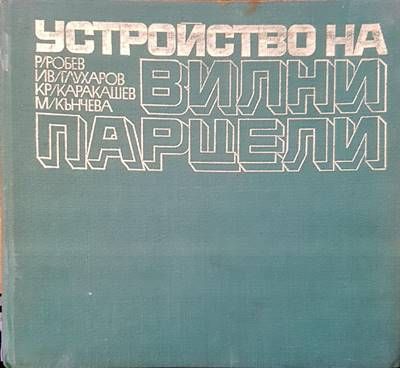 УСТРОЙСТВО НА
Р/РОБЕВ
ИВ/ГЛУХАРОВ
КР/КАРАКАШЕВ
М/КЪНЧЕВА
ВИЛНИ
ПАРЦЕЛИ